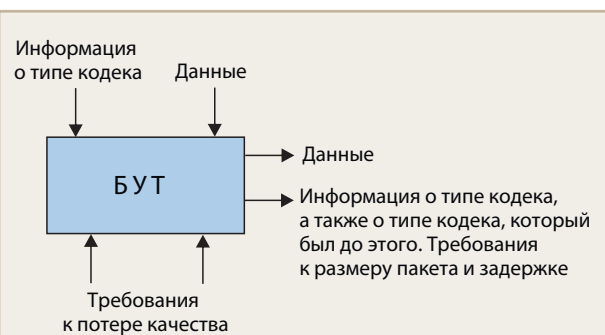 Информация
о типе кодека
Данные
БУТ
Данные
Информация о типе кодека,
а также о типе кодека, который
был до этого. Требования
к размеру пакета и задержке
Требования
к потере качества